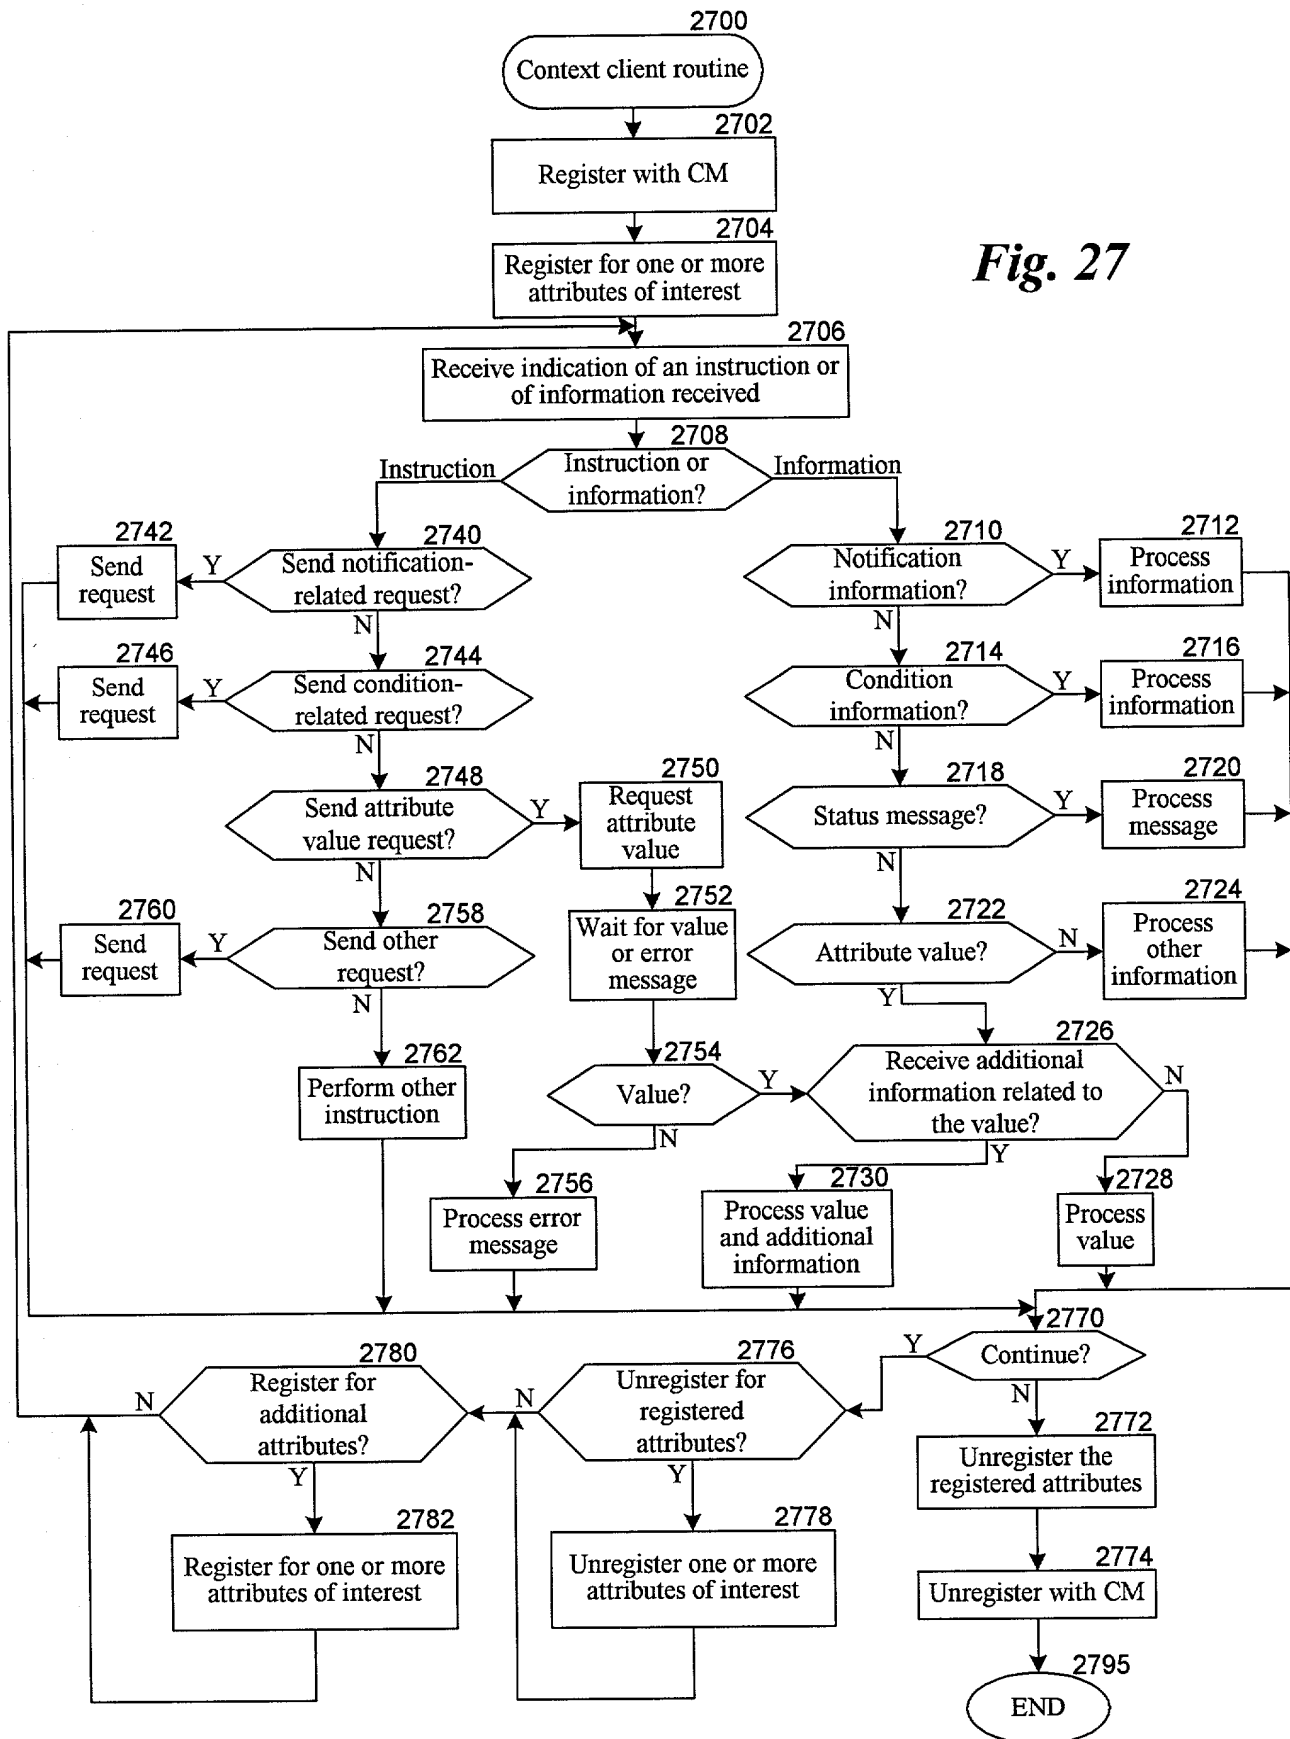 2700
Context client routine
2702
Register with CM
2704
Register for one or more
attributes of interest
Fig. 27
2706
Receive indication of an instruction or
of information received
2708
Instruction or
information?
Instruction
Information
2742
Send
request
Y
2740
Send notification-
related request?
N
2710
Notification
information?
Y
N
2712
Process
information
2746
Send
request
Y
2744
Send condition-
related request?
N
2714
Condition
information?
Y
N
2716
Process
information
2748
Send attribute
value request?
Y
N
2750
Request
attribute
value
2718
Status message?
Y
N
2720
Process
message
2760
Send
request
Y
2758
Send other
request?
N
2752
Wait for value
or error
message
2722
Attribute value?
N
Y
2724
Process
other
information
2762
Perform other
instruction
2754
Value?
Y
N
2726
Receive additional
information related to
the value?
N
Y
2756
Process error
message
2730
Process value
and additional
information
2728
Process
value
2770
Continue?
Y
N
2780
Register for
additional
attributes?
N
Y
2776
Unregister for
registered
attributes?
N
Y
2772
Unregister the
registered attributes
2782
Register for one or more
attributes of interest
2778
Unregister one or more
attributes of interest
2774
Unregister with CM
2795
END